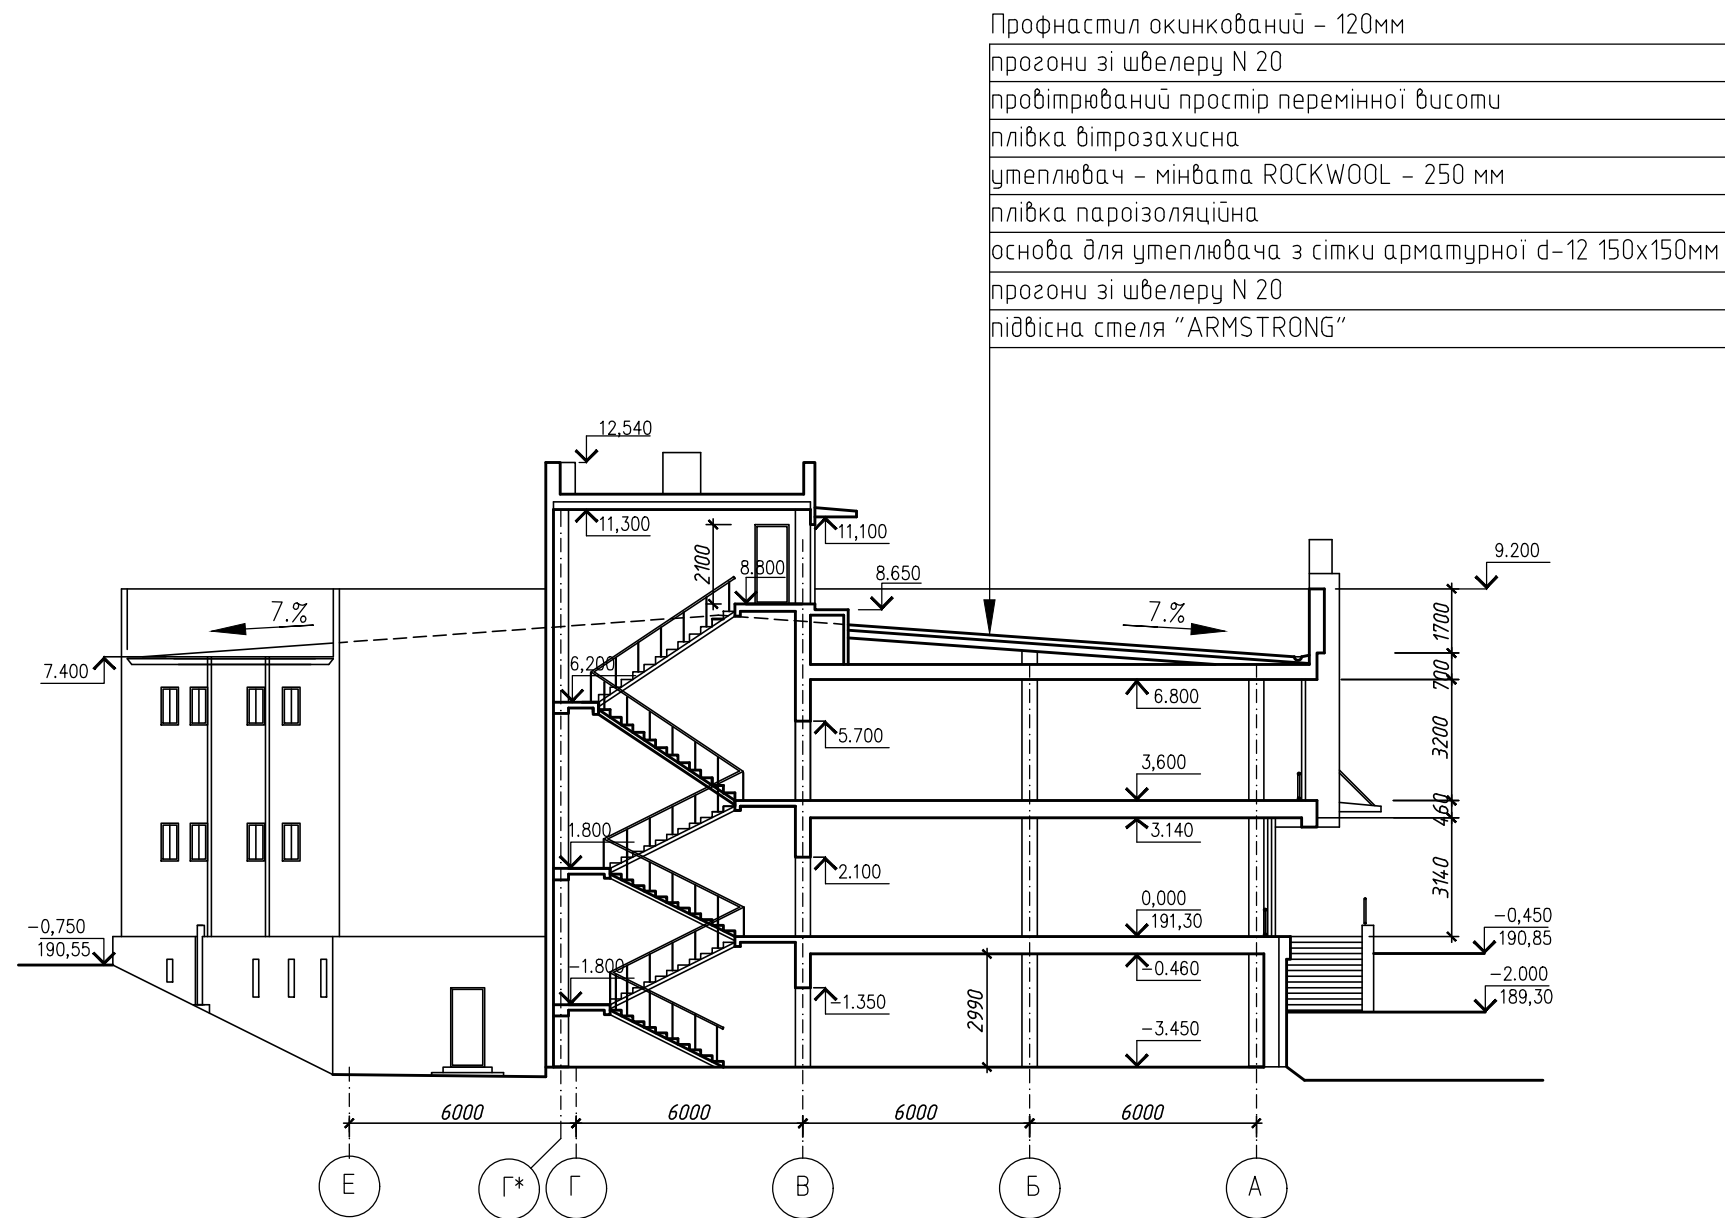 Профнастил окинкований - 120мм
прогони зі швелеру N 20
провітрюваний простір перемінної висоти
плівка вітрозахисна
утеплювач - мінвата ROCKWOOL - 250 мм
плівка пароізоляційна
основа для утеплювача з сітки арматурної d-12 150х150мм
прогони зі швелеру N 20
підвісна стеля "ARMSTRONG"
12,540
11,300
11,100
2100
8.800
8.650
9.200
7.%
7.%
1700
7.400
6,200
700
6.800
5.700
3200
3,600
460
1.800
3.140
2.100
3140
0,000
191,30
-0,750
190,55
-0,450
190,85
-1.800
-0.460
-2.000
189,30
-1.350
2990
-3.450
6000
6000
6000
6000
Е
Г*
Г
В
Б
А